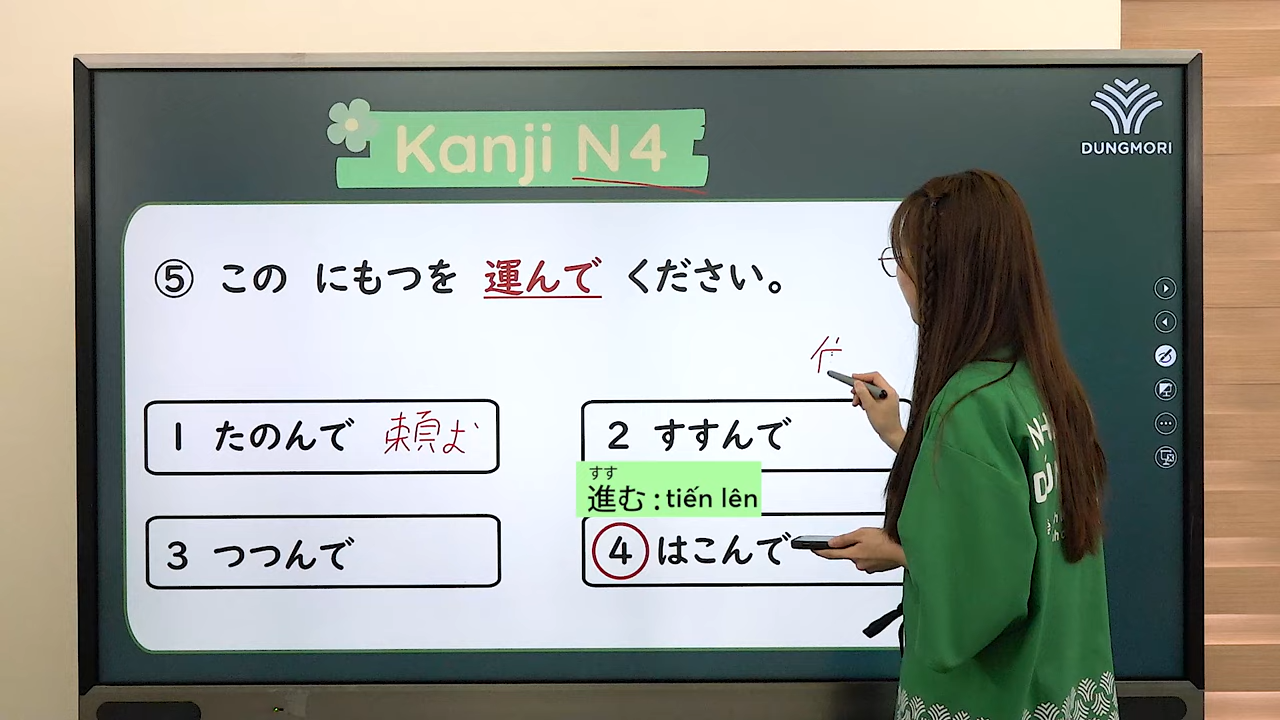 Kanji N4
DUNGMORI
⑤ この にもつを 運んで ください。
1 たのんで 頼む
2 すすんで
すす
進む : tiến lên
3 つつんで
4 はこんで